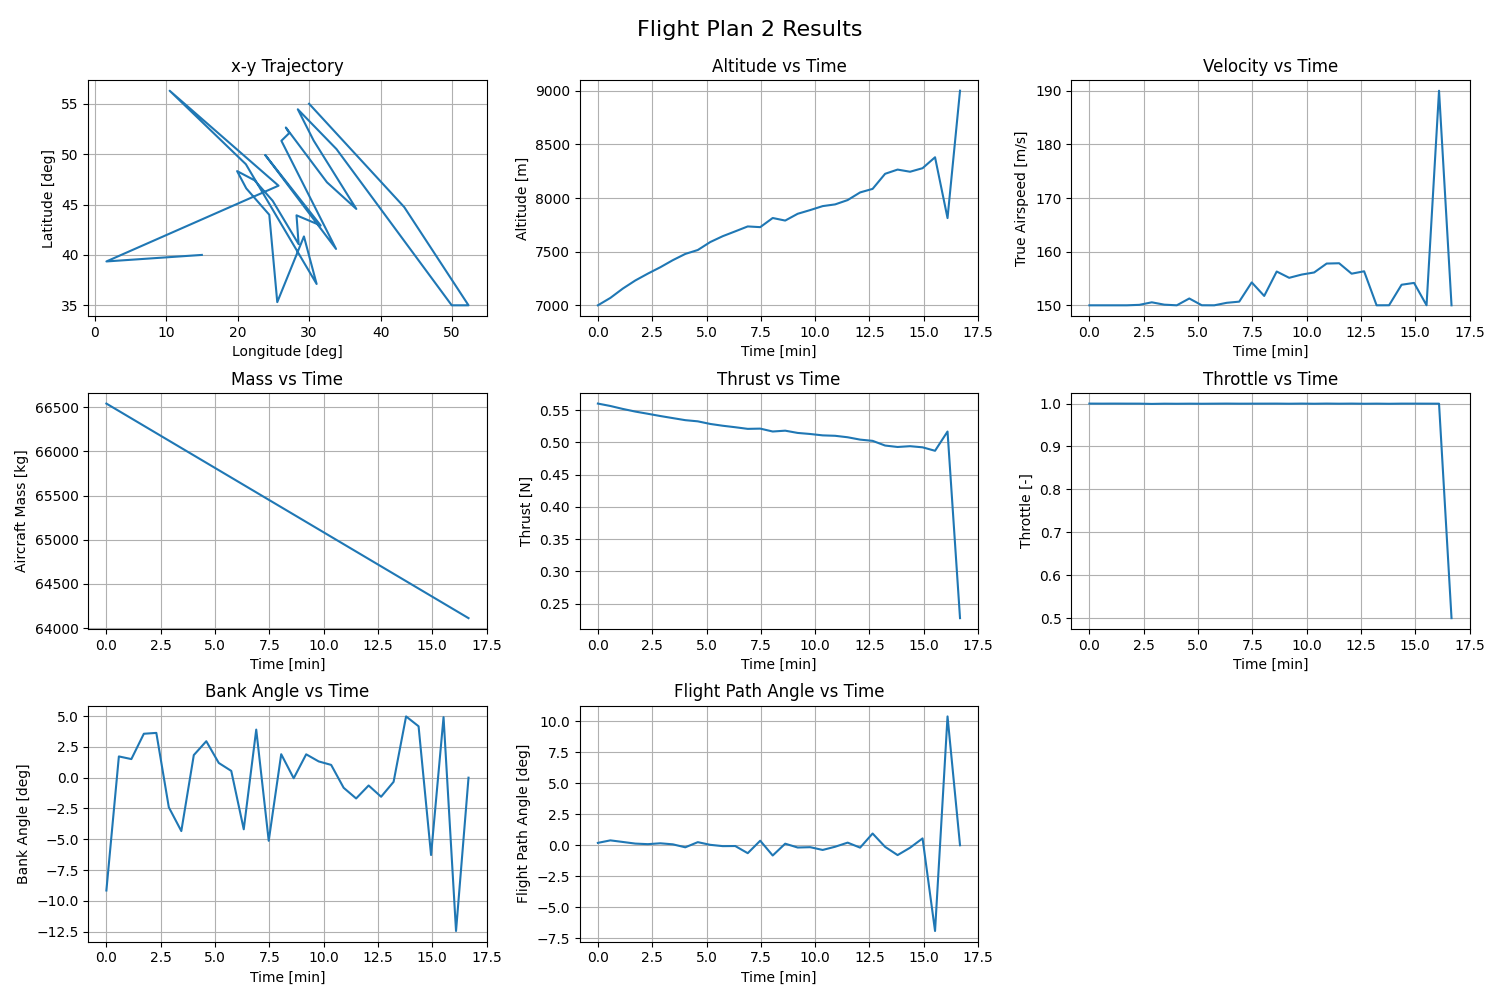 Flight Plan 2 Results
x-y Trajectory
Latitude [deg]
55
50
45
40
35
0 10 20 30 40 50
Longitude [deg]
Altitude vs Time
Altitude [m]
9000
8500
8000
7500
7000
0.0 2.5 5.0 7.5 10.0 12.5 15.0 17.5
Time [min]
Velocity vs Time
True Airspeed [m/s]
190
180
170
160
150
0.0 2.5 5.0 7.5 10.0 12.5 15.0 17.5
Time [min]
Mass vs Time
Aircraft Mass [kg]
66500
66000
65500
65000
64500
64000
0.0 2.5 5.0 7.5 10.0 12.5 15.0 17.5
Time [min]
Thrust vs Time
Thrust [N]
0.55
0.50
0.45
0.40
0.35
0.30
0.25
0.0 2.5 5.0 7.5 10.0 12.5 15.0 17.5
Time [min]
Throttle vs Time
Throttle [-]
1.0
0.9
0.8
0.7
0.6
0.5
0.0 2.5 5.0 7.5 10.0 12.5 15.0 17.5
Time [min]
Bank Angle vs Time
Bank Angle [deg]
5.0
2.5
0.0
−2.5
−5.0
−7.5
−10.0
−12.5
0.0 2.5 5.0 7.5 10.0 12.5 15.0 17.5
Time [min]
Flight Path Angle vs Time
Flight Path Angle [deg]
10.0
7.5
5.0
2.5
0.0
−2.5
−5.0
−7.5
0.0 2.5 5.0 7.5 10.0 12.5 15.0 17.5
Time [min]